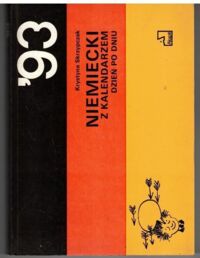 '93
Krystyna Skrzypczak
NIEMIECKI
Z KALENDARZEM
DZIEŃ PO DNIU